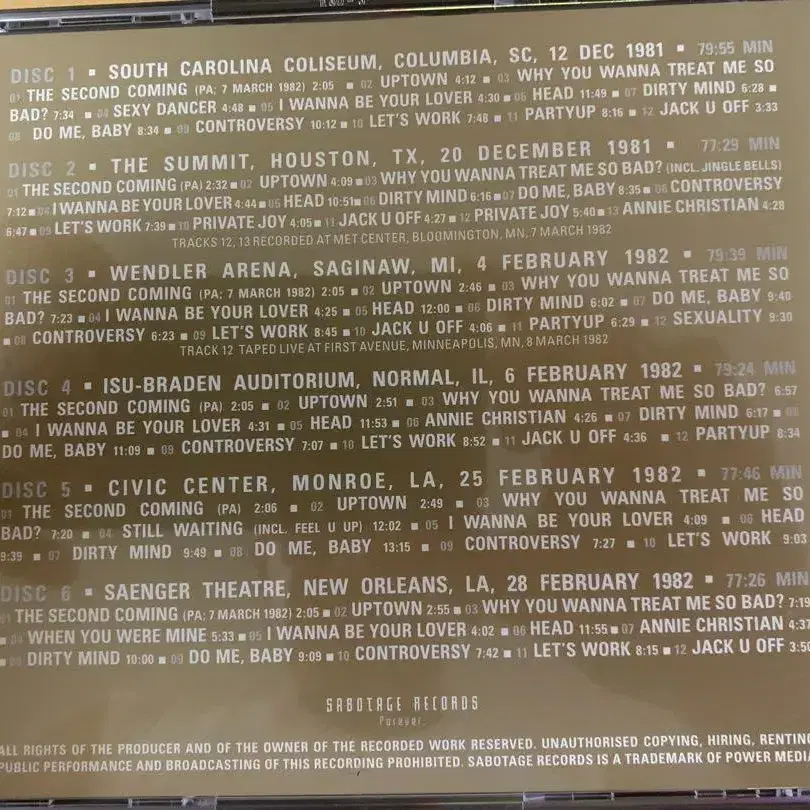 DISC 1 ▪ SOUTH CAROLINA COLISEUM, COLUMBIA, SC, 12 DEC 1981 ▪ 79:55 MIN
01 THE SECOND COMING (PA; 7 MARCH 1982) 2:05 ▪ 02 UPTOWN 4:12 ▪ 03 WHY YOU WANNA TREAT ME SO
BAD? 7:34 ▪ 04 SEXY DANCER 4:48 ▪ 05 I WANNA BE YOUR LOVER 4:30 ▪ 06 HEAD 11:49 ▪ 07 DIRTY MIND 6:28 ▪
08 DO ME, BABY 8:34 ▪ 09 CONTROVERSY 10:12 ▪ 10 LET'S WORK 7:48 ▪ 11 PARTYUP 8:16 ▪ 12 JACK U OFF 3:33
DISC 2 ▪ THE SUMMIT, HOUSTON, TX, 20 DECEMBER 1981 ▪ 77:29 MIN
01 THE SECOND COMING (PA) 2:32 ▪ 02 UPTOWN 4:09 ▪ 03 WHY YOU WANNA TREAT ME SO BAD? (INCL. JINGLE BELLS)
7:12 ▪ 04 I WANNA BE YOUR LOVER 4:44 ▪ 05 HEAD 10:51 ▪ 06 DIRTY MIND 6:16 ▪ 07 DO ME, BABY 8:35 ▪ 08 CONTROVERSY
6:47 ▪ 09 LET'S WORK 7:39 ▪ 10 PRIVATE JOY 4:05 ▪ 11 JACK U OFF 4:27 ▪ 12 PRIVATE JOY 5:40 ▪ 13 ANNIE CHRISTIAN 4:28
TRACKS 12, 13 RECORDED AT MET CENTER, BLOOMINGTON, MN, 7 MARCH 1982
DISC 3 ▪ WENDLER ARENA, SAGINAW, MI, 4 FEBRUARY 1982 ▪ 79:39 MIN
01 THE SECOND COMING (PA; 7 MARCH 1982) 2:05 ▪ 02 UPTOWN 2:46 ▪ 03 WHY YOU WANNA TREAT ME SO
BAD? 7:23 ▪ 04 I WANNA BE YOUR LOVER 4:25 ▪ 05 HEAD 12:00 ▪ 06 DIRTY MIND 6:02 ▪ 07 DO ME, BABY 9:40
▪ 08 CONTROVERSY 6:23 ▪ 09 LET'S WORK 8:45 ▪ 10 JACK U OFF 4:06 ▪ 11 PARTYUP 6:29 ▪ 12 SEXUALITY 9:30
TRACK 12 TAPED LIVE AT FIRST AVENUE, MINNEAPOLIS, MN, 8 MARCH 1982
DISC 4 ▪ ISU-BRADEN AUDITORIUM, NORMAL, IL, 6 FEBRUARY 1982 ▪ 79:24 MIN
01 THE SECOND COMING (PA) 2:05 ▪ 02 UPTOWN 2:51 ▪ 03 WHY YOU WANNA TREAT ME SO BAD? 6:57
▪ 04 I WANNA BE YOUR LOVER 4:31 ▪ 05 HEAD 11:53 ▪ 06 ANNIE CHRISTIAN 4:26 ▪ 07 DIRTY MIND 6:17 ▪ 08
DO ME, BABY 11:09 ▪ 09 CONTROVERSY 7:07 ▪ 10 LET'S WORK 8:52 ▪ 11 JACK U OFF 4:36 ▪ 12 PARTYUP 8:34
DISC 5 ▪ CIVIC CENTER, MONROE, LA, 25 FEBRUARY 1982 ▪ 77:46 MIN
01 THE SECOND COMING (PA) 2:06 ▪ 02 UPTOWN 2:49 ▪ 03 WHY YOU WANNA TREAT ME SO
BAD? 7:20 ▪ 04 STILL WAITING (INCL. FEEL U UP) 12:02 ▪ 05 I WANNA BE YOUR LOVER 4:09 ▪ 06 HEAD
9:39 ▪ 07 DIRTY MIND 9:49 ▪ 08 DO ME, BABY 13:15 ▪ 09 CONTROVERSY 7:27 ▪ 10 LET'S WORK 9:03
DISC 6 ▪ SAENGER THEATRE, NEW ORLEANS, LA, 28 FEBRUARY 1982 ▪ 77:26 MIN
01 THE SECOND COMING (PA; 7 MARCH 1982) 2:05 ▪ 02 UPTOWN 2:55 ▪ 03 WHY YOU WANNA TREAT ME SO BAD? 7:19
▪ 04 WHEN YOU WERE MINE 5:33 ▪ 05 I WANNA BE YOUR LOVER 4:02 ▪ 06 HEAD 11:55 ▪ 07 ANNIE CHRISTIAN 4:37
▪ 08 DIRTY MIND 10:00 ▪ 09 DO ME, BABY 9:09 ▪ 10 CONTROVERSY 7:42 ▪ 11 LET'S WORK 8:15 ▪ 12 JACK U OFF 3:50
SABOTAGE RECORDS
Forever.
ALL RIGHTS OF THE PRODUCER AND OF THE OWNER OF THE RECORDED WORK RESERVED. UNAUTHORISED COPYING, HIRING, RENTING
PUBLIC PERFORMANCE AND BROADCASTING OF THIS RECORDING PROHIBITED. SABOTAGE RECORDS IS A TRADEMARK OF POWER MEDIA